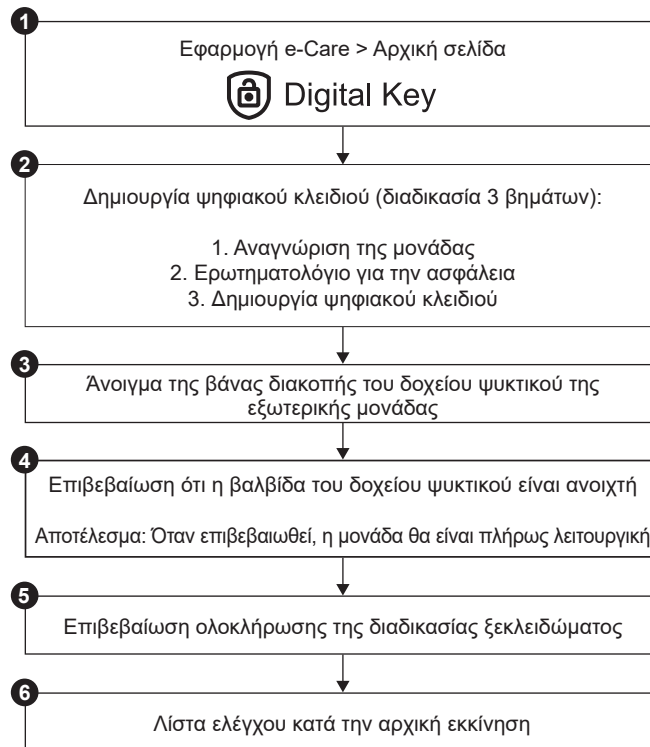 1
Εφαρμογή e-Care > Αρχική σελίδα
Digital Key
2
Δημιουργία ψηφιακού κλειδιού (διαδικασία 3 βημάτων):
1. Αναγνώριση της μονάδας
2. Ερωτηματολόγιο για την ασφάλεια
3. Δημιουργία ψηφιακού κλειδιού
3
Άνοιγμα της βάνας διακοπής του δοχείου ψυκτικού της
εξωτερικής μονάδας
4
Επιβεβαίωση ότι η βαλβίδα του δοχείου ψυκτικού είναι ανοιχτή
Αποτέλεσμα: Όταν επιβεβαιωθεί, η μονάδα θα είναι πλήρως λειτουργική
5
Επιβεβαίωση ολοκλήρωσης της διαδικασίας ξεκλειδώματος
6
Λίστα ελέγχου κατά την αρχική εκκίνηση